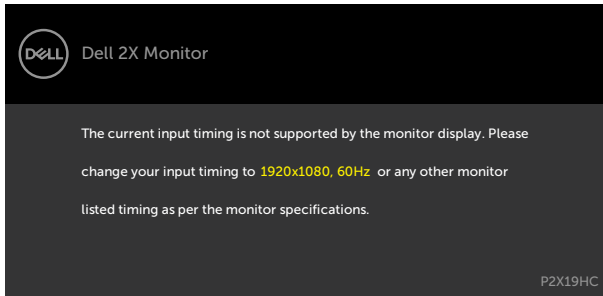 DELL
Dell 2X Monitor
The current input timing is not supported by the monitor display. Please
change your input timing to 1920x1080, 60Hz or any other monitor
listed timing as per the monitor specifications.
P2X19HC